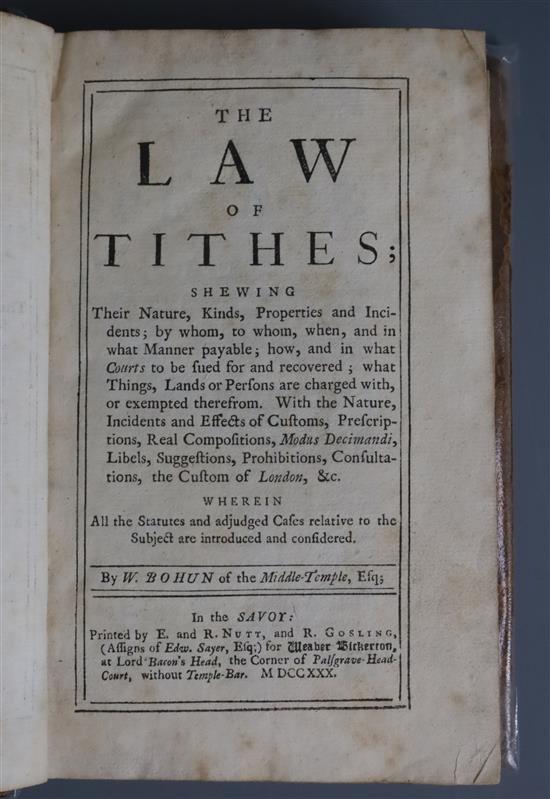 THE
LAW
OF
TITHES;
SHEWING
Their Nature, Kinds, Properties and Inci-
dents; by whom, to whom, when, and in
what Manner payable; how, and in what
Courts to be ſued for and recovered; what
Things, Lands or Perſons are charged with,
or exempted therefrom. With the Nature,
Incidents and Effects of Cuſtoms, Preſcrip-
tions, Real Compoſitions, Modus Decimandi,
Libels, Suggeſtions, Prohibitions, Conſulta-
tions, the Cuſtom of London, &c.
WHEREIN
All the Statutes and adjudged Caſes relative to the
Subject are introduced and conſidered.
By W. BOHUN of the Middle-Temple, Eſq;
In the SAVOY:
Printed by E. and R. NUTT, and R. GOSLING,
(Aſſigns of Edw. Sayer, Eſq;) for Weaver Bickerton,
at Lord Bacon's Head, the Corner of Palſgrave-Head-
Court, without Temple-Bar. M DCCXXX.